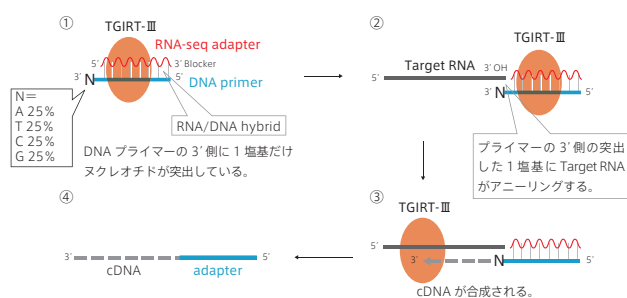 ①
TGIRT-Ⅲ
RNA-seq adapter
5′
3′ Blocker
3′
N
5′
DNA primer
N=
A 25%
T 25%
C 25%
G 25%
RNA/DNA hybrid
DNA プライマーの 3′ 側に 1 塩基だけ
ヌクレオチドが突出している。
②
TGIRT-Ⅲ
Target RNA
3′ OH
5′
3′
N
5′
プライマーの 3′ 側の突出
した 1 塩基に Target RNA
がアニーリングする。
④
3′
5′
cDNA
adapter
③
TGIRT-Ⅲ
5′
3′
N
5′
cDNA が合成される。